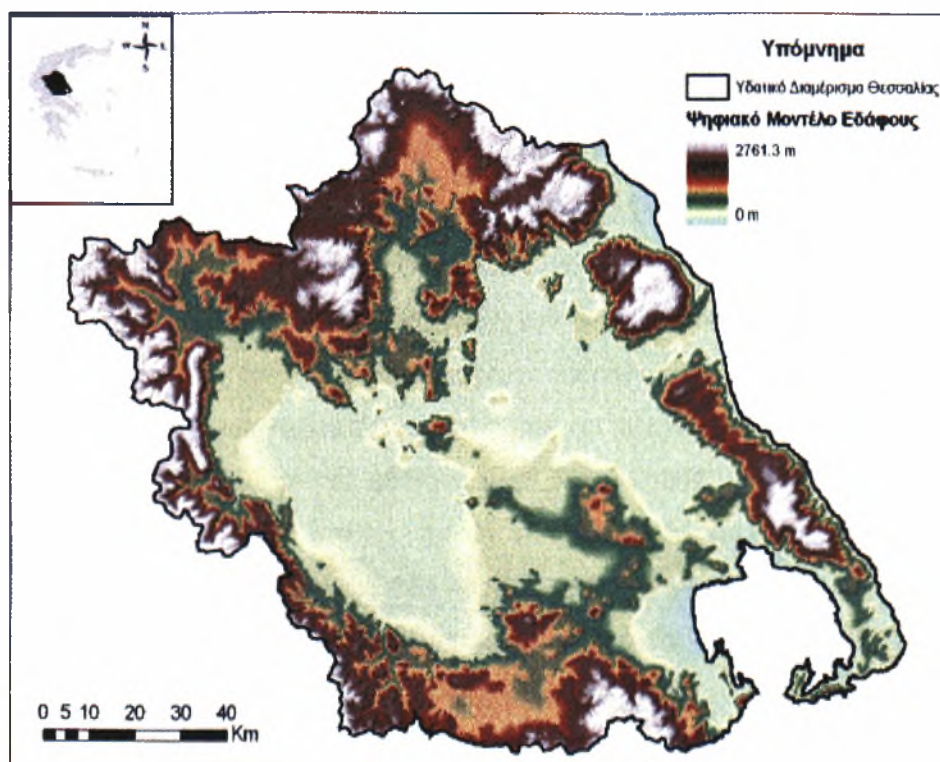 N
W E
S
Υπόμνημα
Υδατικό Διαμέρισμα Θεσσαλίας
Ψηφιακό Μοντέλο Εδάφους
2761.3 m
0 m
0 5 10 20 30 40
Km